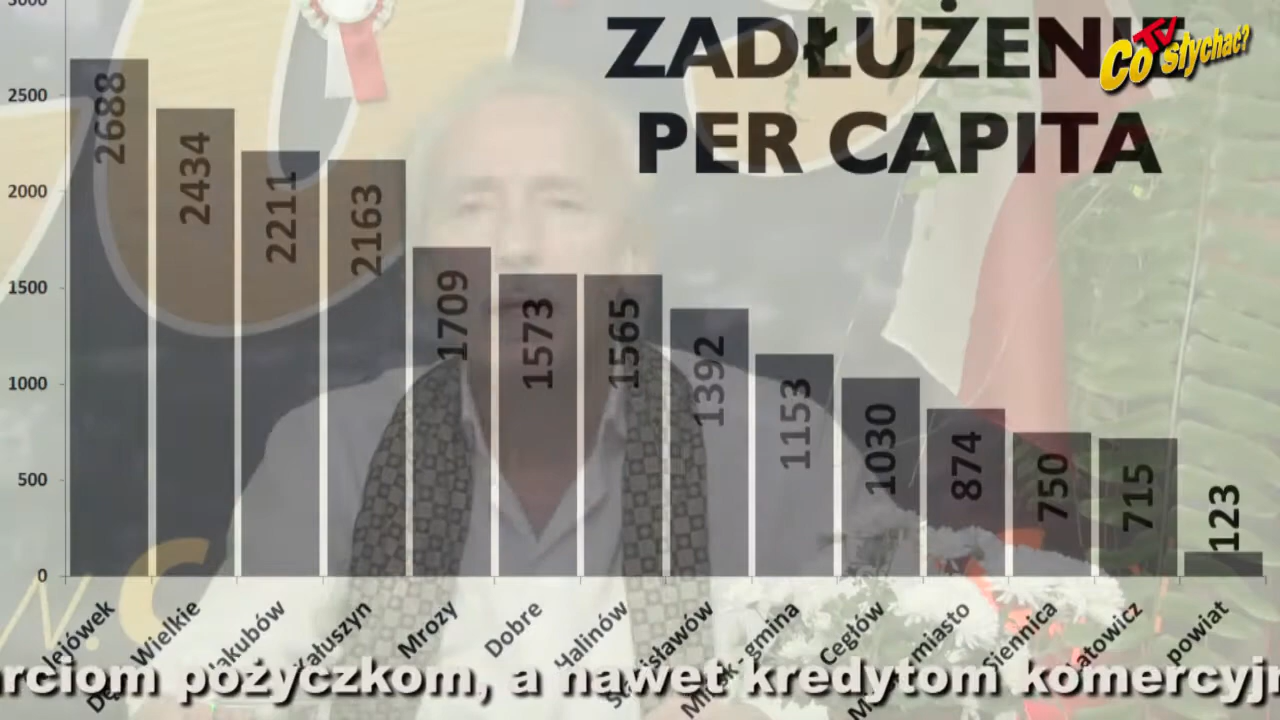 ZADŁUŻENIE
PER CAPITA
Co słychać?
TV
3000
2500
2000
1500
1000
500
0
2688
2434
2211
2163
1709
1573
1565
1392
1153
1030
874
750
715
123
Wielkie
Mrozy
Dobre
Halinów
gmina
Cegłów
miasto
Siennica
powiat
pożyczkom, a nawet kredytom